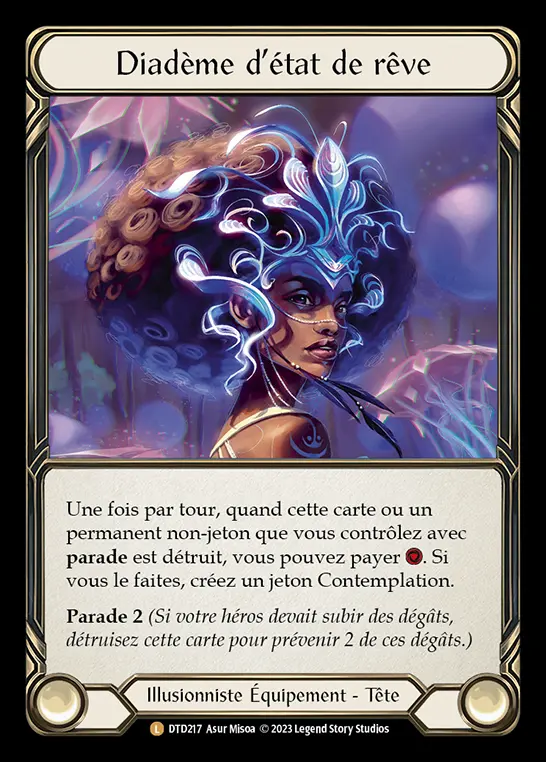 Diadème d'état de rêve
Une fois par tour, quand cette carte ou un
permanent non-jeton que vous contrôlez avec
parade est détruit, vous pouvez payer . Si
vous le faites, créez un jeton Contemplation.
Parade 2 (Si votre héros devait subir des dégâts,
détruisez cette carte pour prévenir 2 de ces dégâts.)
Illusionniste Équipement - Tête
L DTD217 Asur Misoa © 2023 Legend Story Studios